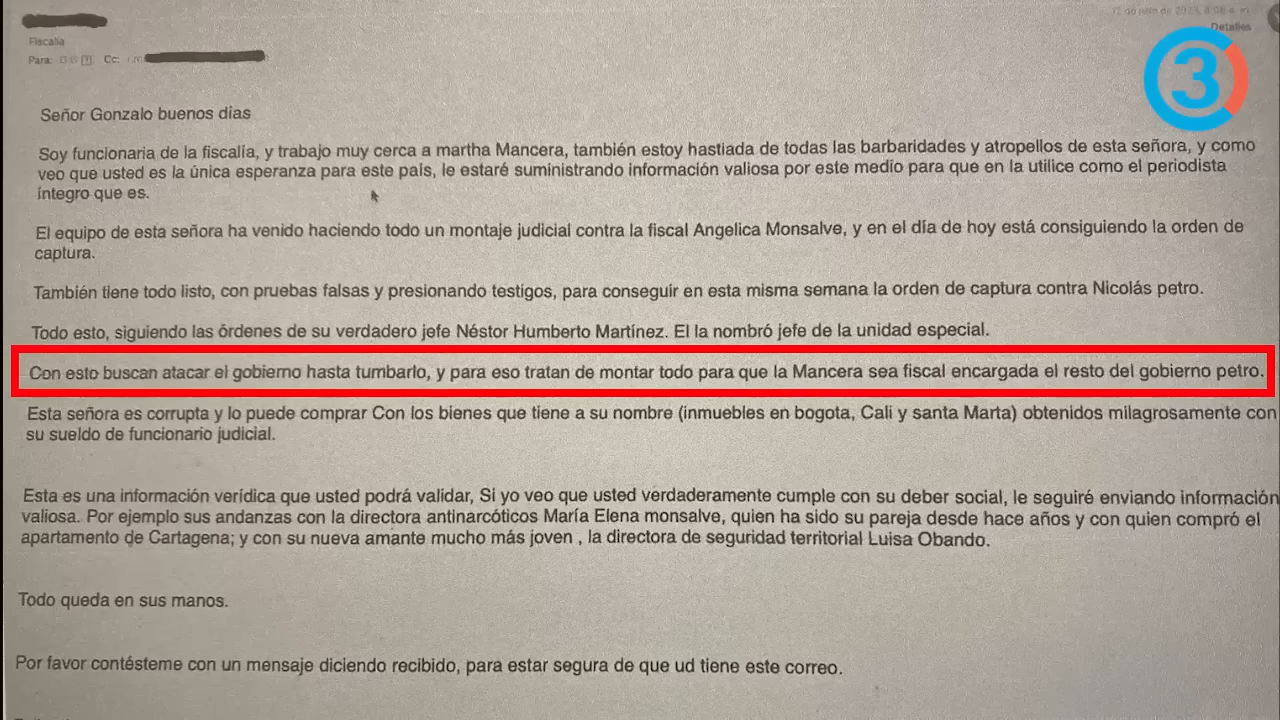 12 de julio de 2023,
Detalles
Fiscalía
Para: Cc:
3
Señor Gonzalo buenos días
Soy funcionaria de la fiscalía, y trabajo muy cerca a martha Mancera, también estoy hastiada de todas las barbaridades y atropellos de esta señora, y como
veo que usted es la única esperanza para este país, le estaré suministrando información valiosa por este medio para que en la utilice como el periodista
íntegro que es.
El equipo de esta señora ha venido haciendo todo un montaje judicial contra la fiscal Angelica Monsalve, y en el día de hoy está consiguiendo la orden de
captura.
También tiene todo listo, con pruebas falsas y presionando testigos, para conseguir en esta misma semana la orden de captura contra Nicolás petro.
Todo esto, siguiendo las órdenes de su verdadero jefe Néstor Humberto Martínez. El la nombró jefe de la unidad especial.
Con esto buscan atacar el gobierno hasta tumbarlo, y para eso tratan de montar todo para que la Mancera sea fiscal encargada el resto del gobierno petro.
Esta señora es corrupta y lo puede comprar Con los bienes que tiene a su nombre (inmuebles en bogota, Cali y santa Marta) obtenidos milagrosamente con
su sueldo de funcionario judicial.
Esta es una información verídica que usted podrá validar, Si yo veo que usted verdaderamente cumple con su deber social, le seguiré enviando información
valiosa. Por ejemplo sus andanzas con la directora antinarcóticos María Elena monsalve, quien ha sido su pareja desde hace años y con quien compró el
apartamento de Cartagena; y con su nueva amante mucho más joven , la directora de seguridad territorial Luisa Obando.
Todo queda en sus manos.
Por favor contésteme con un mensaje diciendo recibido, para estar segura de que ud tiene este correo.